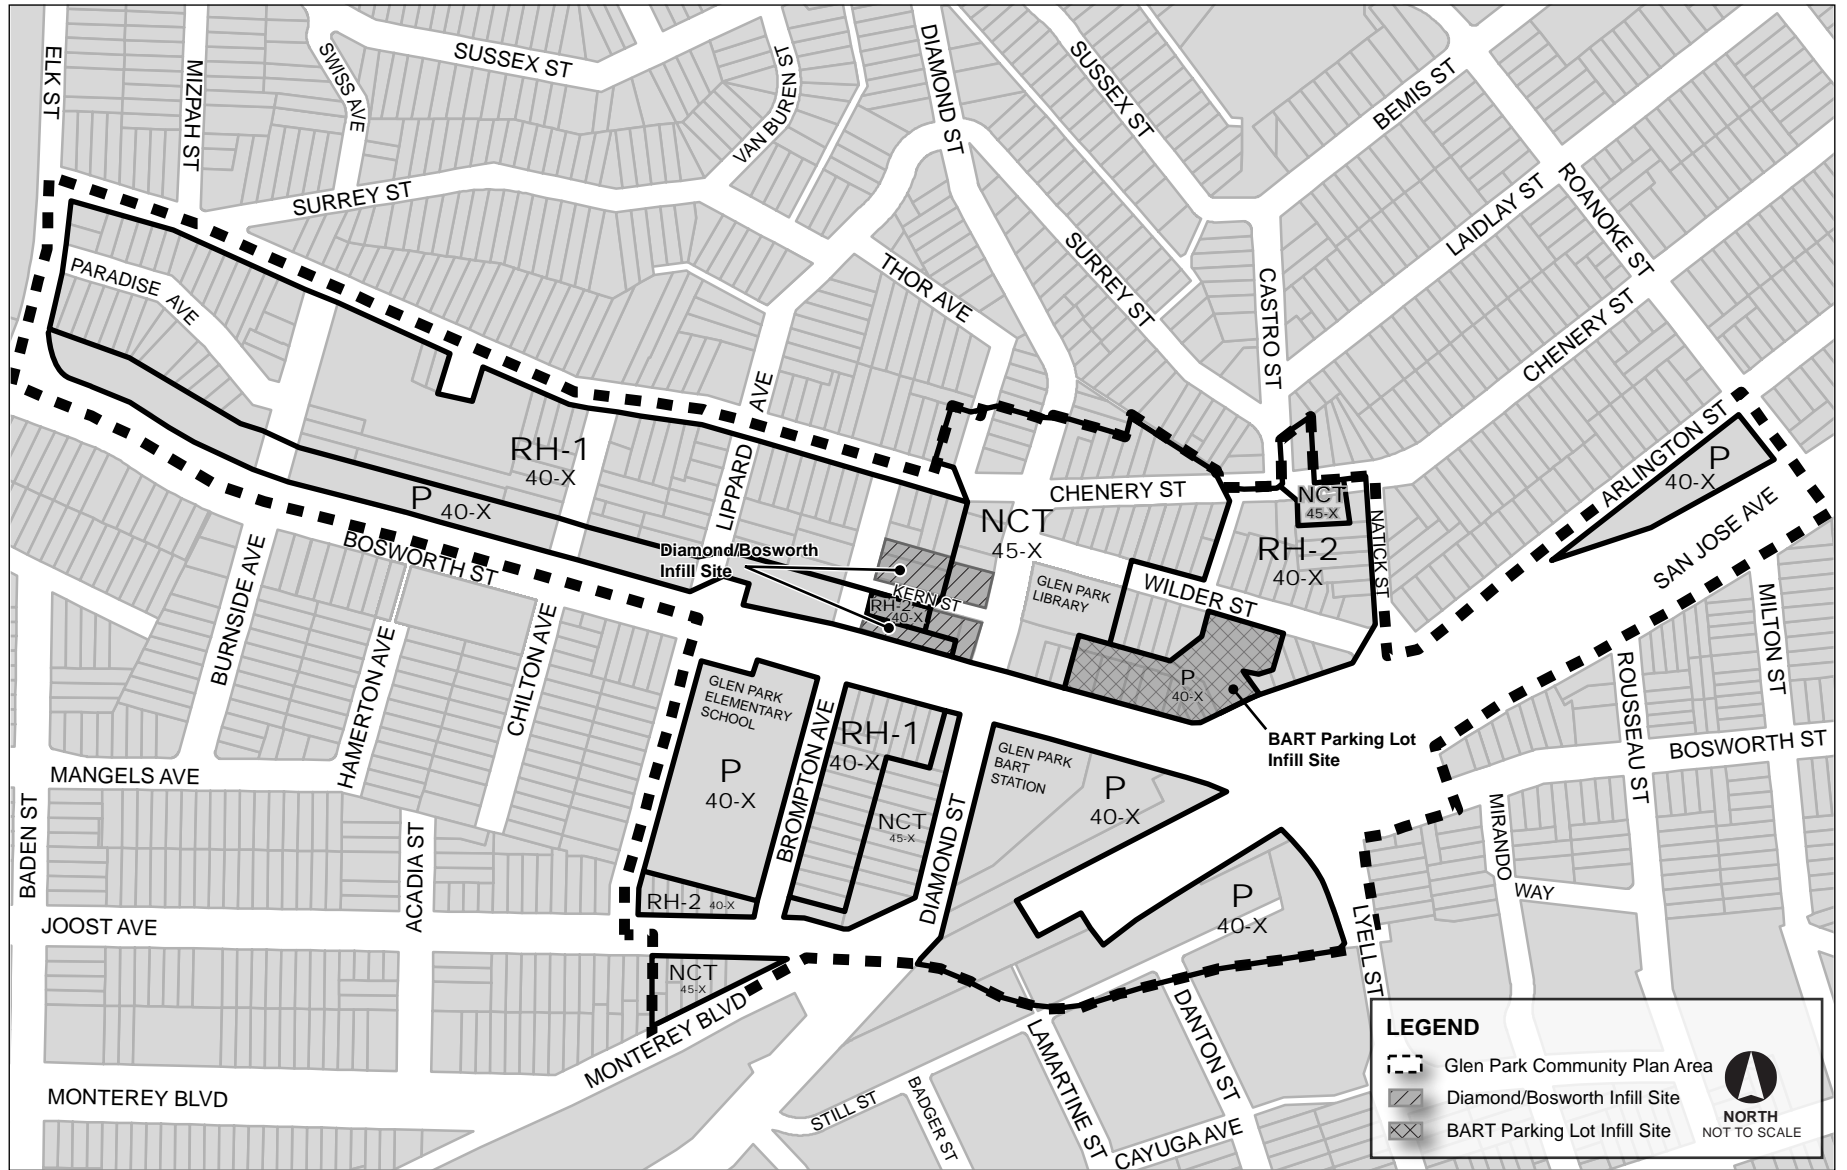 ELK ST
MIZPAH ST
SWISS AVE
SUSSEX ST
VAN BUREN ST
DIAMOND ST
SUSSEX ST
BEMIS ST
ROANOKE ST
LAIDLAY ST
SURREY ST
PARADISE AVE
THOR AVE
SURREY ST
CASTRO ST
CHENERY ST
ARLINGTON ST
P
40-X
SAN JOSE AVE
RH-1
40-X
P 40-X
LIPPARD AVE
CHENERY ST
NCT
45-X
NCT
45-X
RH-2
40-X
NATICK ST
BOSWORTH ST
Diamond/Bosworth
Infill Site
KERN ST
RH-2
40-X
GLEN PARK
LIBRARY
WILDER ST
MILTON ST
BURNSIDE AVE
HAMERTON AVE
CHILTON AVE
GLEN PARK
ELEMENTARY
SCHOOL
P
40-X
BROMPTON AVE
RH-1
40-X
NCT
45-X
P
40-X
BART Parking Lot
Infill Site
GLEN PARK
BART
STATION
P
40-X
ROUSSEAU ST
BOSWORTH ST
MANGELS AVE
BADEN ST
ACADIA ST
DIAMOND ST
MIRANDO
WAY
RH-2 40-X
P
40-X
LYELL ST
JOOST AVE
NCT
45-X
MONTEREY BLVD
MONTEREY BLVD
STILL ST
BADGER ST
LAMARTINE ST
DANTON ST
CAYUGA AVE
LEGEND
Glen Park Community Plan Area
Diamond/Bosworth Infill Site
BART Parking Lot Infill Site
NORTH
NOT TO SCALE